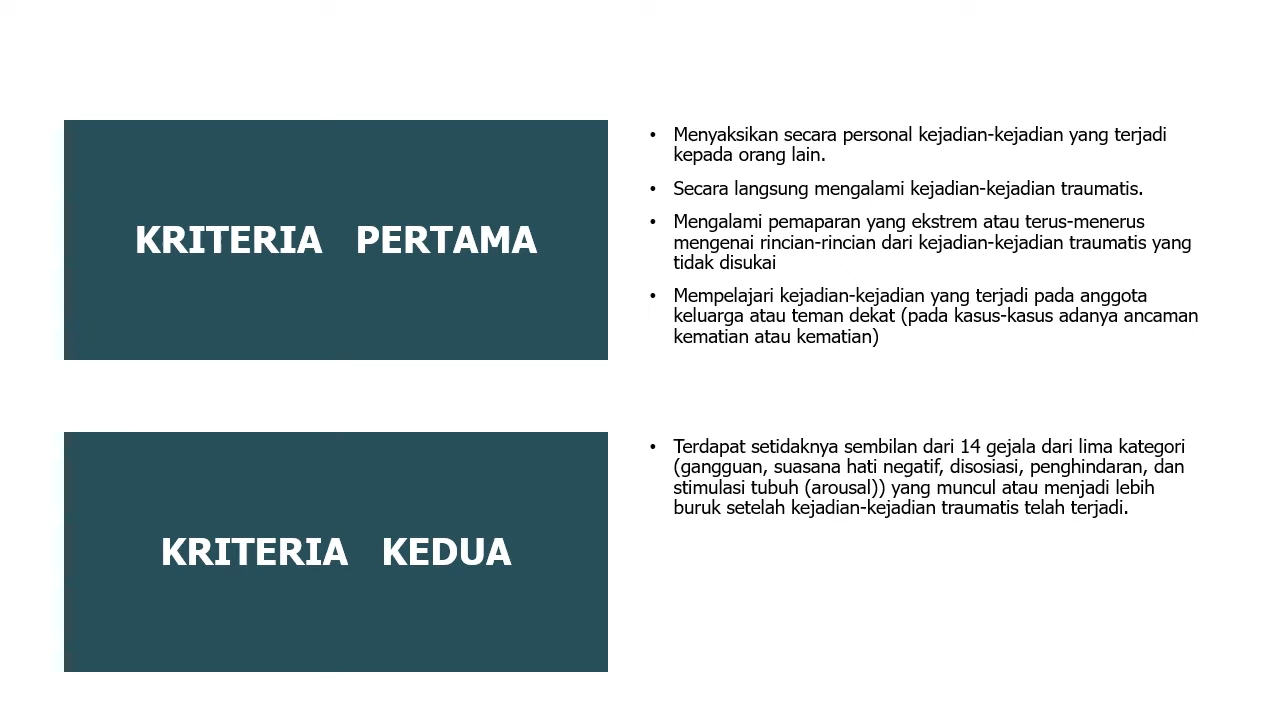 KRITERIA PERTAMA
• Menyaksikan secara personal kejadian-kejadian yang terjadi
kepada orang lain.
• Secara langsung mengalami kejadian-kejadian traumatis.
• Mengalami pemaparan yang ekstrem atau terus-menerus
mengenai rincian-rincian dari kejadian-kejadian traumatis yang
tidak disukai
• Mempelajari kejadian-kejadian yang terjadi pada anggota
keluarga atau teman dekat (pada kasus-kasus adanya ancaman
kematian atau kematian)
KRITERIA KEDUA
• Terdapat setidaknya sembilan dari 14 gejala dari lima kategori
(gangguan, suasana hati negatif, disosiasi, penghindaran, dan
stimulasi tubuh (arousal)) yang muncul atau menjadi lebih
buruk setelah kejadian-kejadian traumatis telah terjadi.